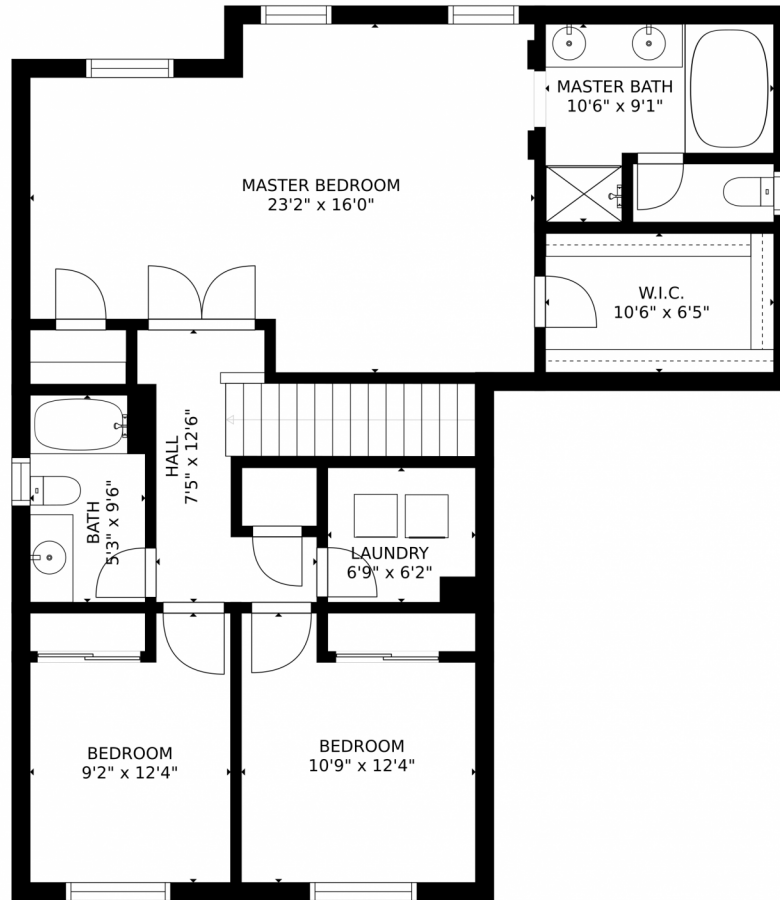 MASTER BATH
10'6" x 9'1"
MASTER BEDROOM
23'2" x 16'0"
W.I.C.
10'6" x 6'5"
HALL
7'5" x 12'6"
BATH
5'3" x 9'6"
LAUNDRY
6'9" x 6'2"
BEDROOM
9'2" x 12'4"
BEDROOM
10'9" x 12'4"